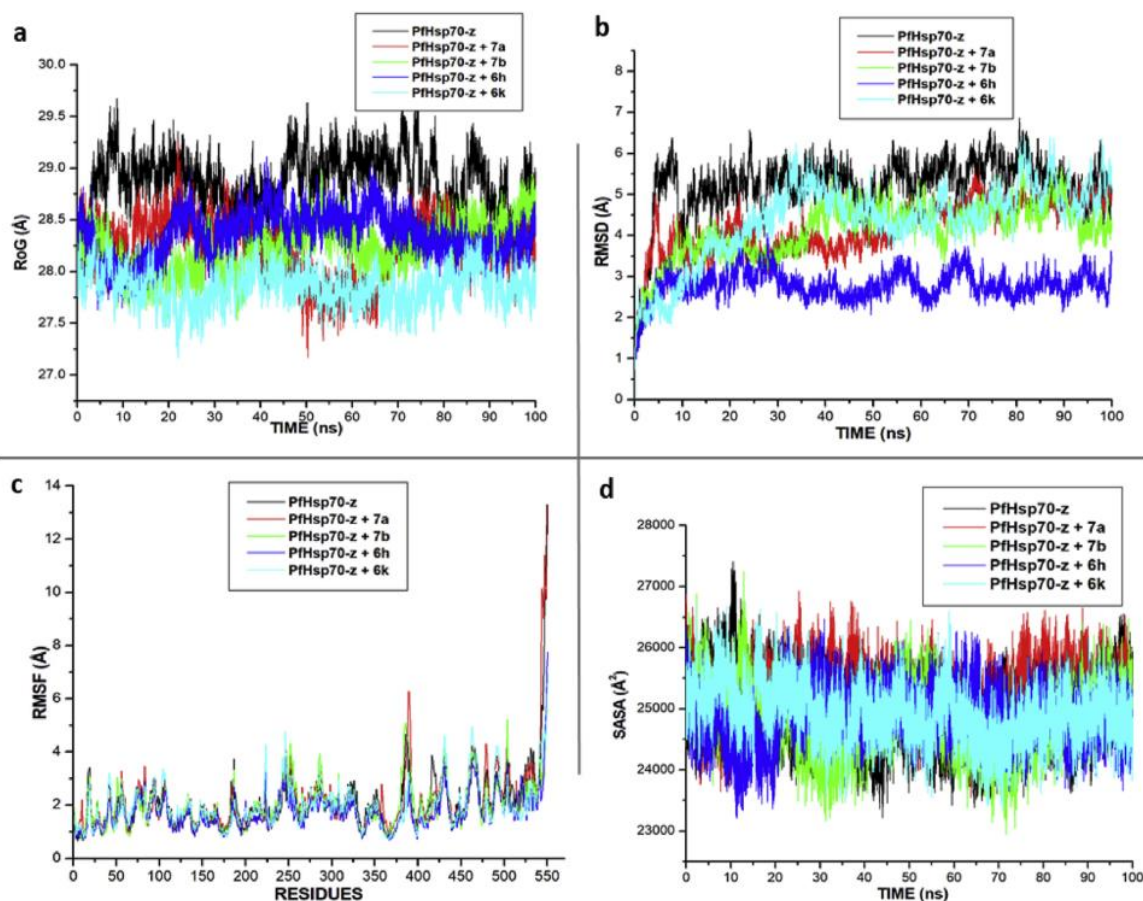 a
PfHsp70-z
PfHsp70-z + 7a
PfHsp70-z + 7b
PfHsp70-z + 6h
PfHsp70-z + 6k
30.0
29.5
29.0
28.5
28.0
27.5
27.0
RoG (Å)
0 10 20 30 40 50 60 70 80 90 100
TIME (ns)
b
PfHsp70-z
PfHsp70-z + 7a
PfHsp70-z + 7b
PfHsp70-z + 6h
PfHsp70-z + 6k
8
7
6
5
4
3
2
1
0
RMSD (Å)
0 10 20 30 40 50 60 70 80 90 100
TIME (ns)
c
PfHsp70-z
PfHsp70-z + 7a
PfHsp70-z + 7b
PfHsp70-z + 6h
PfHsp70-z + 6k
14
12
10
8
6
4
2
0
RMSF (Å)
0 50 100 150 200 250 300 350 400 450 500 550
RESIDUES
d
PfHsp70-z
PfHsp70-z + 7a
PfHsp70-z + 7b
PfHsp70-z + 6h
PfHsp70-z + 6k
28000
27000
26000
25000
24000
23000
SASA (Å²)
0 10 20 30 40 50 60 70 80 90 100
TIME (ns)